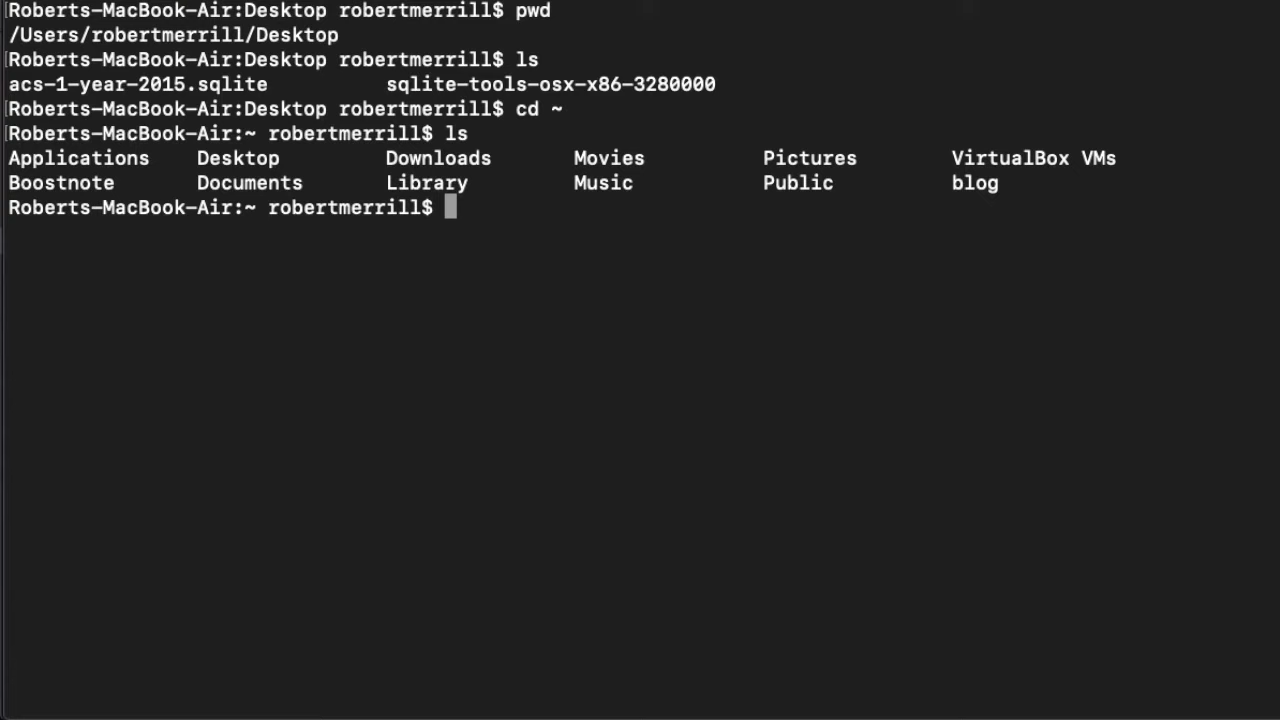 Roberts-MacBook-Air:Desktop robertmerrill$ pwd
/Users/robertmerrill/Desktop
[Roberts-MacBook-Air:Desktop robertmerrill$ ls
acs-1-year-2015.sqlite sqlite-tools-osx-x86-3280000
[Roberts-MacBook-Air:Desktop robertmerrill$ cd ~
[Roberts-MacBook-Air:~ robertmerrill$ ls
Applications Desktop Downloads Movies Pictures VirtualBox VMs
Boostnote Documents Library Music Public blog
Roberts-MacBook-Air:~ robertmerrill$